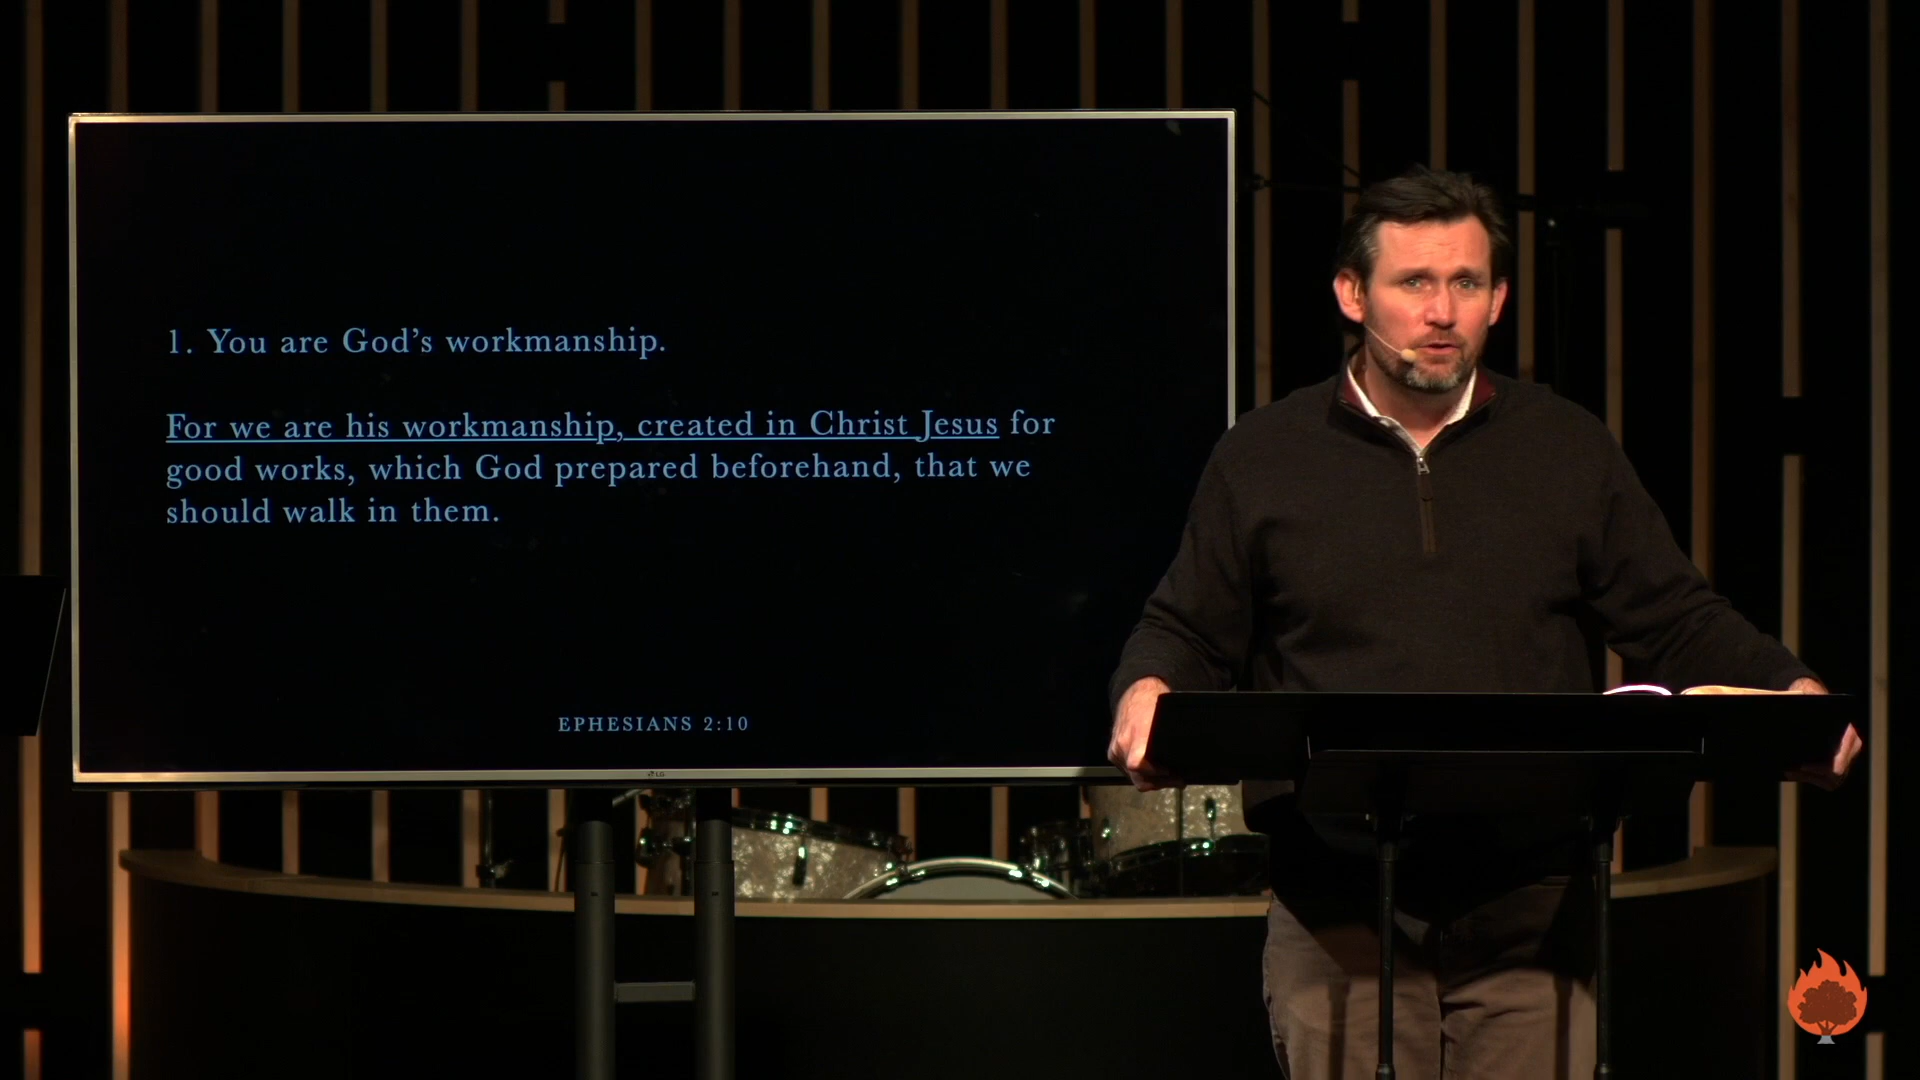 1. You are God’s workmanship.
For we are his workmanship, created in Christ Jesus for
good works, which God prepared beforehand, that we
should walk in them.
EPHESIANS 2:10
LG